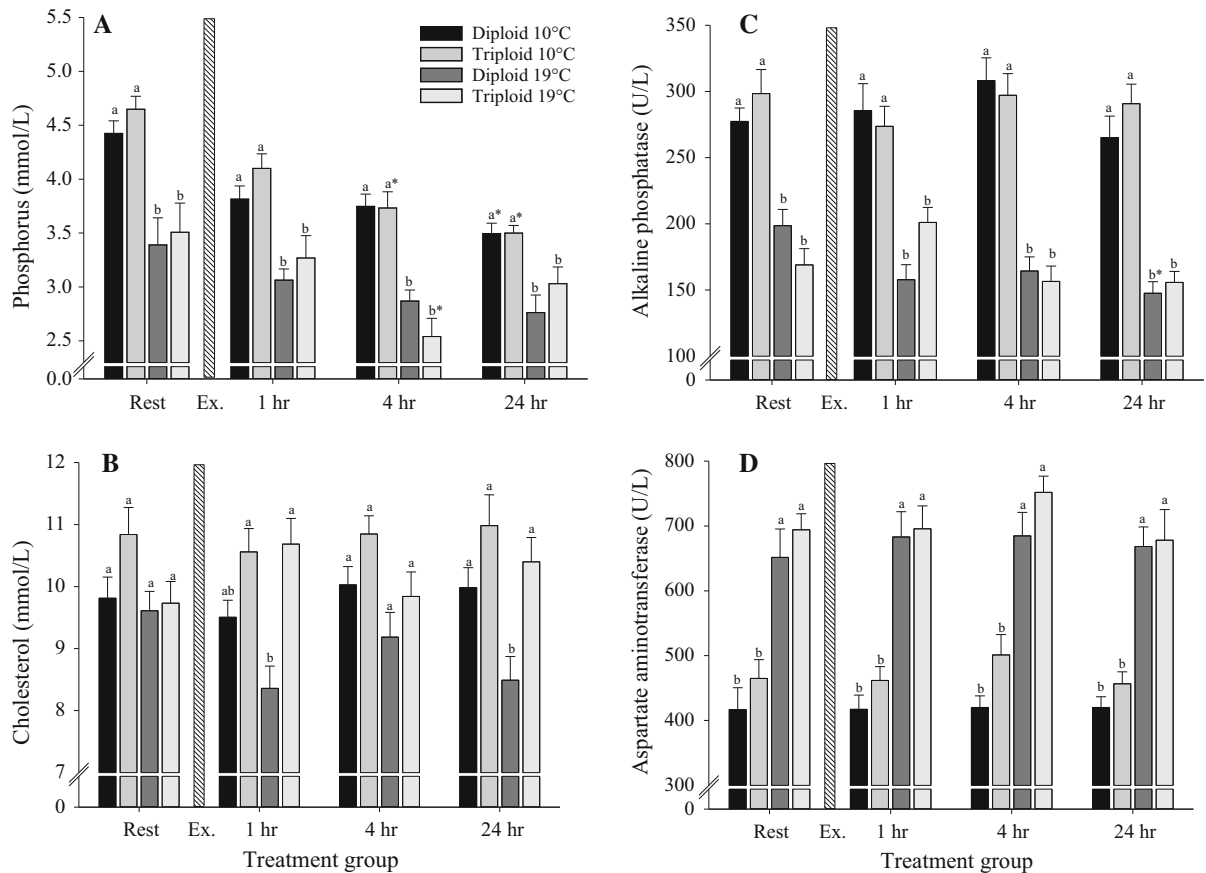 A
Phosphorus (mmol/L)
5.5
5.0
4.5
4.0
3.5
3.0
2.5
0.0
Diploid 10°C
Triploid 10°C
Diploid 19°C
Triploid 19°C
a a b b
a a b b
a a* b b*
a* a* b b
Rest Ex. 1 hr 4 hr 24 hr
C
Alkaline phosphatase (U/L)
350
300
250
200
150
100
0
a a b b
a a b b
a a b b
a a b* b
Rest Ex. 1 hr 4 hr 24 hr
B
Cholesterol (mmol/L)
12
11
10
9
8
7
0
a a a a
ab a b a
a a a a
a a b a
Rest Ex. 1 hr 4 hr 24 hr
Treatment group
D
Aspartate aminotransferase (U/L)
800
700
600
500
400
300
0
b b a a
b b a a
b b a a
b b a a
Rest Ex. 1 hr 4 hr 24 hr
Treatment group